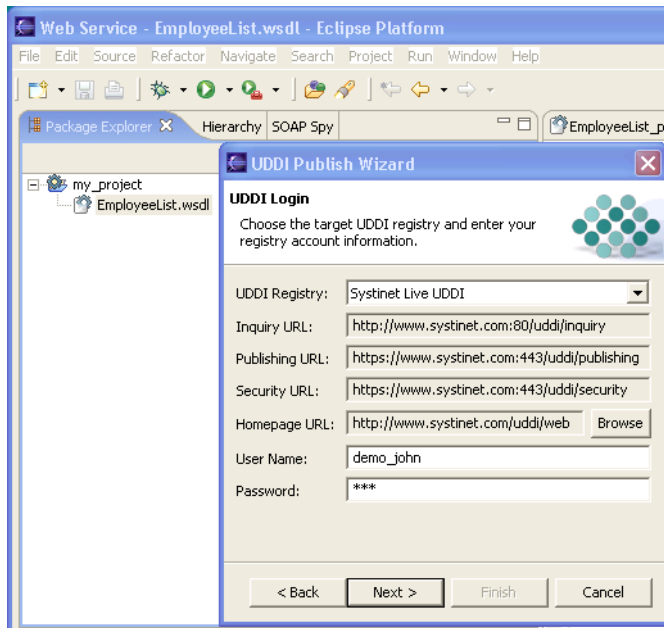 Web Service - EmployeeList.wsdl - Eclipse Platform
File Edit Source Refactor Navigate Search Project Run Window Help
Package Explorer Hierarchy SOAP Spy EmployeeList_p
my_project
EmployeeList.wsdl
UDDI Publish Wizard
UDDI Login
Choose the target UDDI registry and enter your
registry account information.
UDDI Registry: Systinet Live UDDI
Inquiry URL: http://www.systinet.com:80/uddi/inquiry
Publishing URL: https://www.systinet.com:443/uddi/publishing
Security URL: https://www.systinet.com:443/uddi/security
Homepage URL: http://www.systinet.com/uddi/web Browse
User Name: demo_john
Password: ***
< Back Next > Finish Cancel